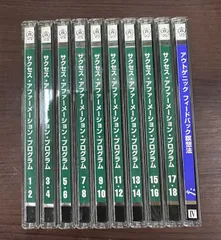 サクセス・アファーメーション・プログラム 1・2
サクセス・アファーメーション・プログラム 3・4
サクセス・アファーメーション・プログラム 5・6
サクセス・アファーメーション・プログラム 7・8
サクセス・アファーメーション・プログラム 9・10
サクセス・アファーメーション・プログラム 11・12
サクセス・アファーメーション・プログラム 13・14
サクセス・アファーメーション・プログラム 15・16
サクセス・アファーメーション・プログラム 17・18
アウトゲニック フィードバック瞑想法 IV